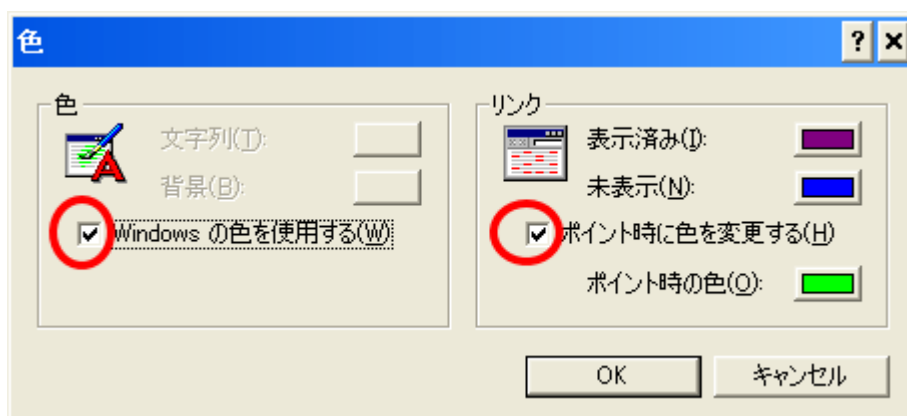 色
色
文字列(T):
背景(B):
Windows の色を使用する(W)
リンク
表示済み(I):
未表示(N):
ポイント時に色を変更する(H)
ポイント時の色(O):
OK
キャンセル